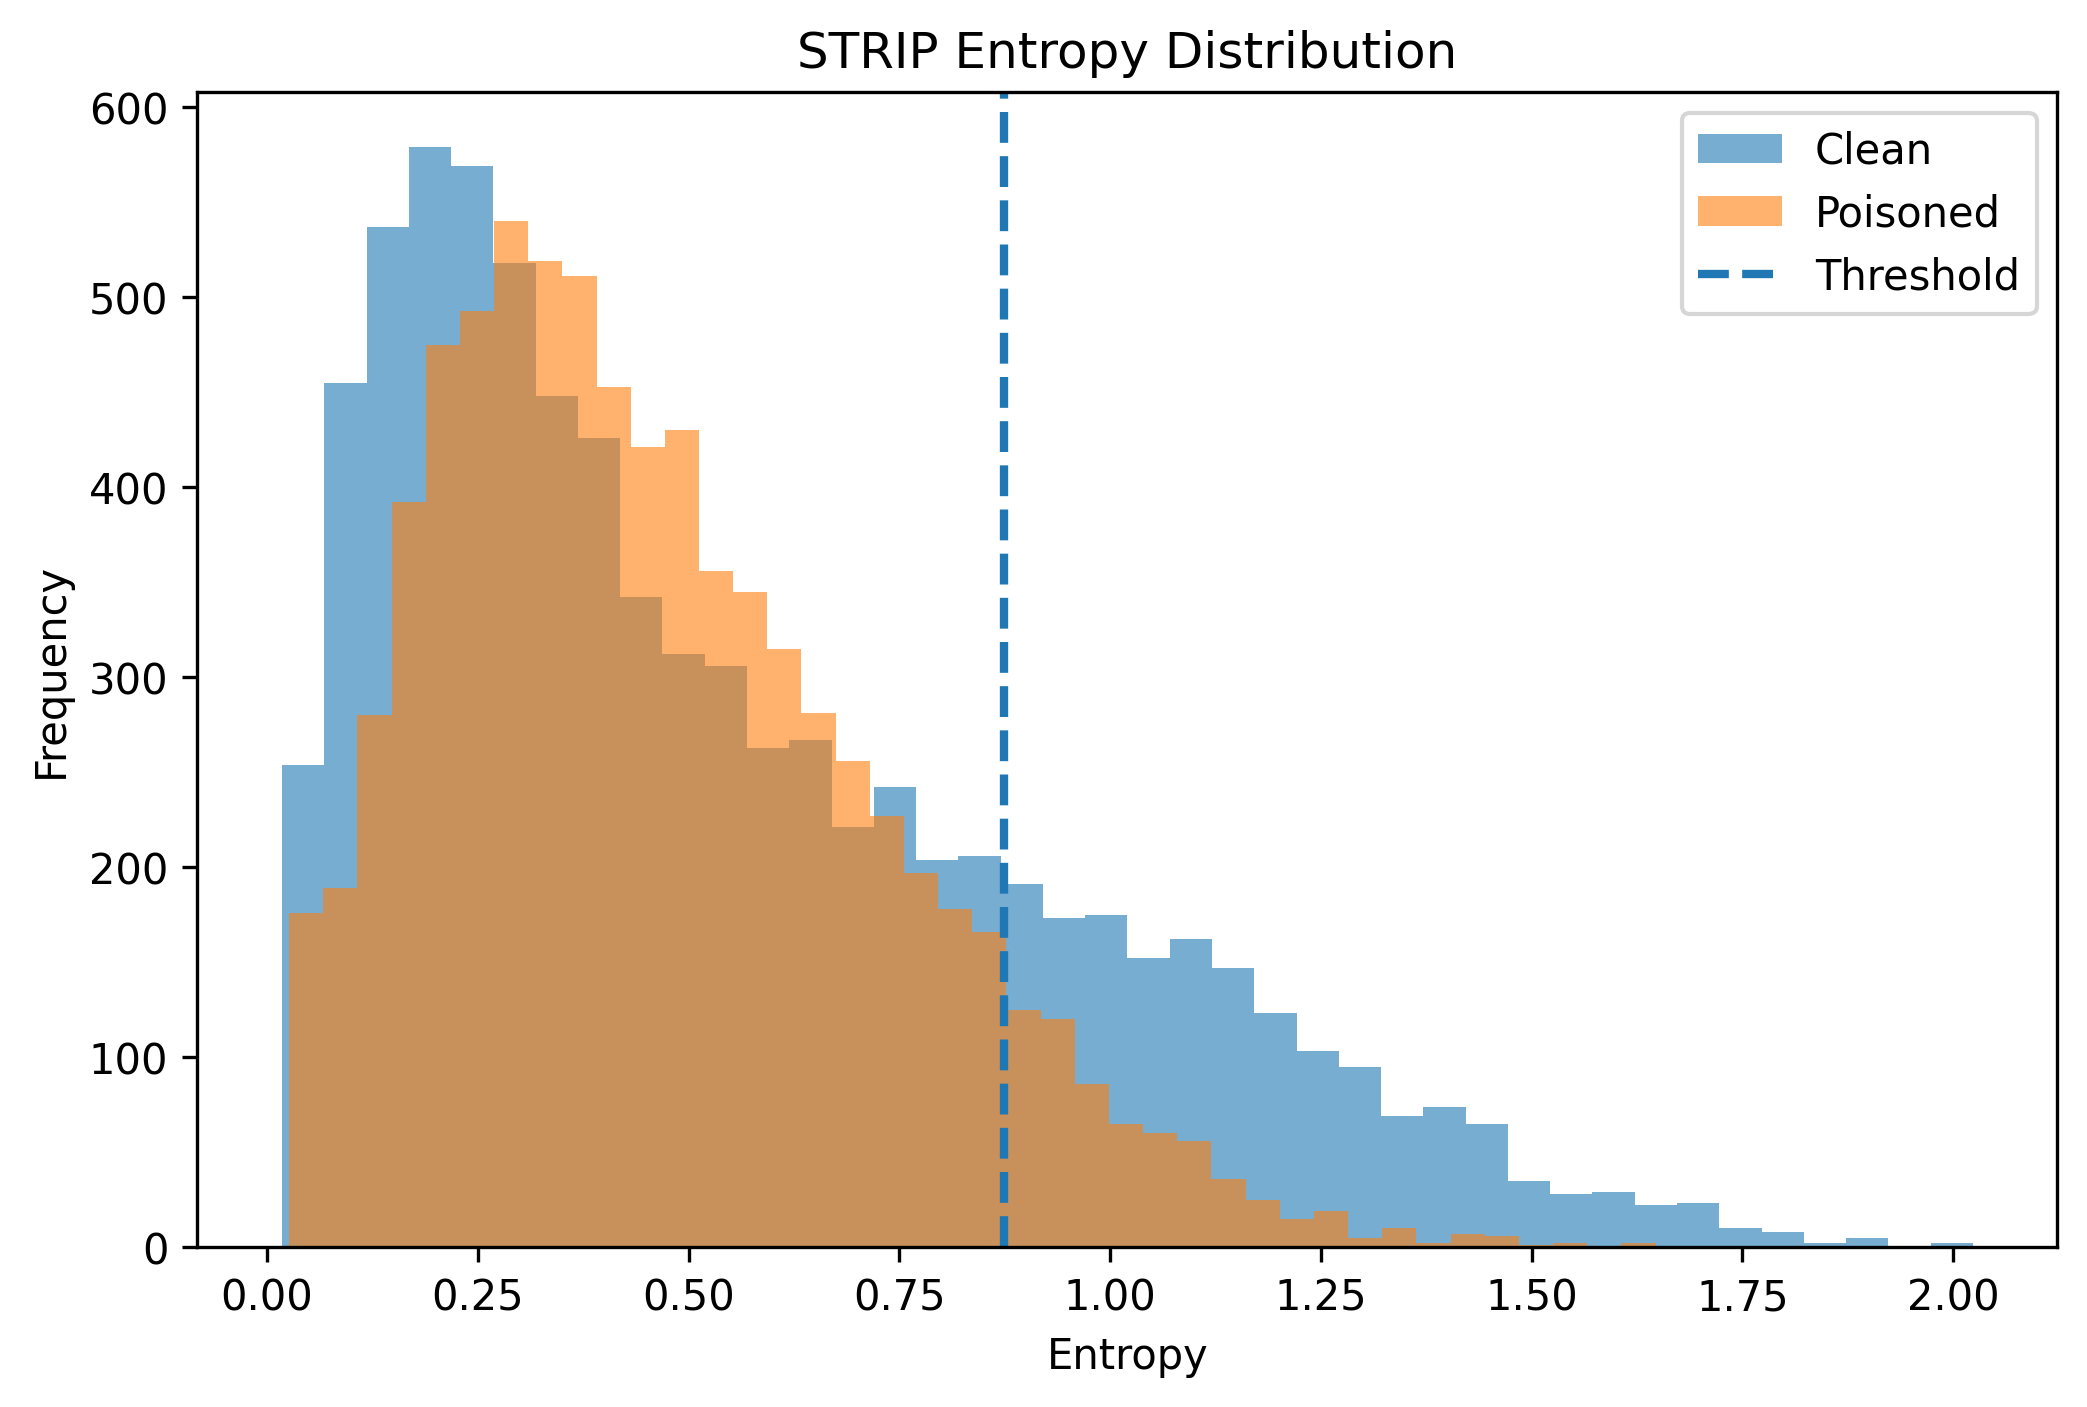 STRIP Entropy Distribution
600
500
400
300
200
100
0
Frequency
Clean
Poisoned
Threshold
0.00 0.25 0.50 0.75 1.00 1.25 1.50 1.75 2.00
Entropy